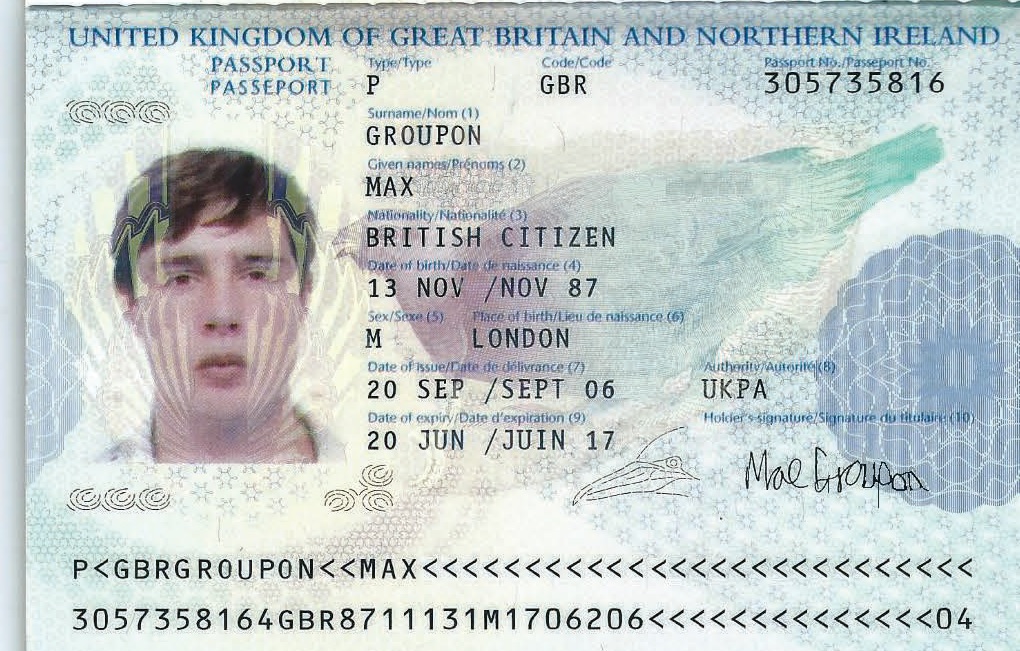 UNITED KINGDOM OF GREAT BRITAIN AND NORTHERN IRELAND
PASSPORT
PASSEPORT
Type/Type Code/Code Passport No./Passeport No.
P GBR 305735816
Surname/Nom (1)
GROUPON
Given names/Prénoms (2)
MAX
Nationality/Nationalité (3)
BRITISH CITIZEN
Date of birth/Date de naissance (4)
13 NOV /NOV 87
Sex/Sexe (5) Place of birth/Lieu de naissance (6)
M LONDON
Date of issue/Date de délivrance (7) Authority/Autorité (8)
20 SEP /SEPT 06 UKPA
Date of expiry/Date d'expiration (9) Holder's signature/Signature du titulaire (10)
20 JUN /JUIN 17
Mae Groupon
P<GBRGROUPON<<MAX<<<<<<<<<<<<<<<<<<<<<<<<<<<
3057358164GBR8711131M1706206<<<<<<<<<<<<<<04